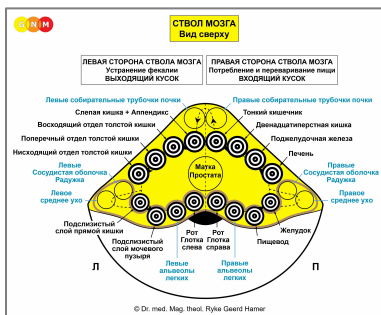 GNM
СТВОЛ МОЗГА
Вид сверху
ЛЕВАЯ СТОРОНА СТВОЛА МОЗГА
Устранение фекалии
ВЫХОДЯЩИЙ КУСОК
ПРАВАЯ СТОРОНА СТВОЛА МОЗГА
Потребление и переваривание пищи
ВХОДЯЩИЙ КУСОК
Левые собирательные трубочки почки
Правые собирательные трубочки почки
Слепая кишка + Аппендикс
Тонкий кишечник
Восходящий отдел толстой кишки
Двенадцатиперстная кишка
Поперечный отдел толстой кишки
Поджелудочная железа
Нисходящий отдел толстой кишки
Печень
Матка
Простата
Левые
Сосудистая оболочка
Радужка
Правые
Сосудистая оболочка
Радужка
Левое
среднее ухо
Правое
среднее ухо
Подслизистый
слой прямой кишки
Желудок
Подслизистый
слой мочевого
пузыря
Рот
Глотка
слева
Рот
Глотка
справа
Пищевод
Левые
альвеолы
легких
Правые
альвеолы
легких
Л
П
© Dr. med. Mag. theol. Ryke Geerd Hamer